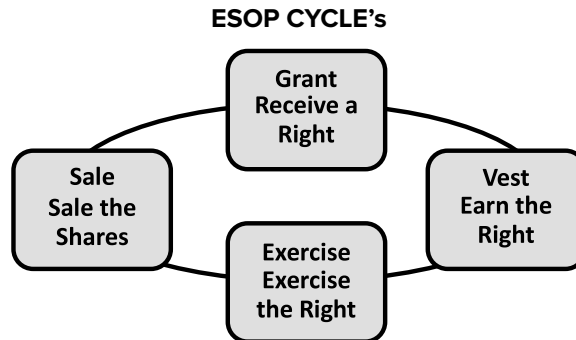 ESOP CYCLE's
Grant
Receive a
Right
Vest
Earn the
Right
Exercise
Exercise
the Right
Sale
Sale the
Shares